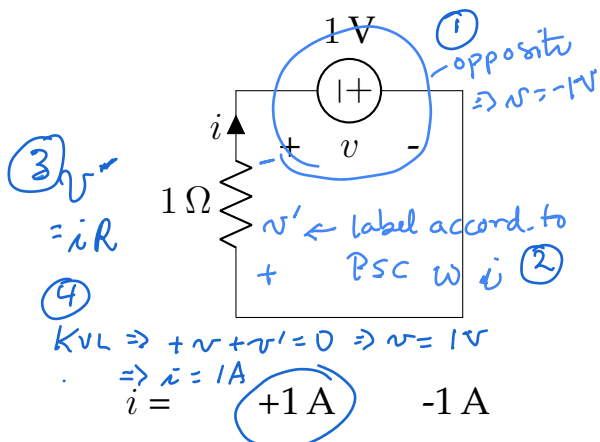 1 V
①
opposite
⇒ v = -1V
|+
i
+ v -
-
③ v'
= iR
1 Ω
v' ← label accord. to
+ PSC w i ②
④
KVL ⇒ + v + v' = 0 ⇒ v = 1V
⇒ i = 1A
i = +1 A -1 A